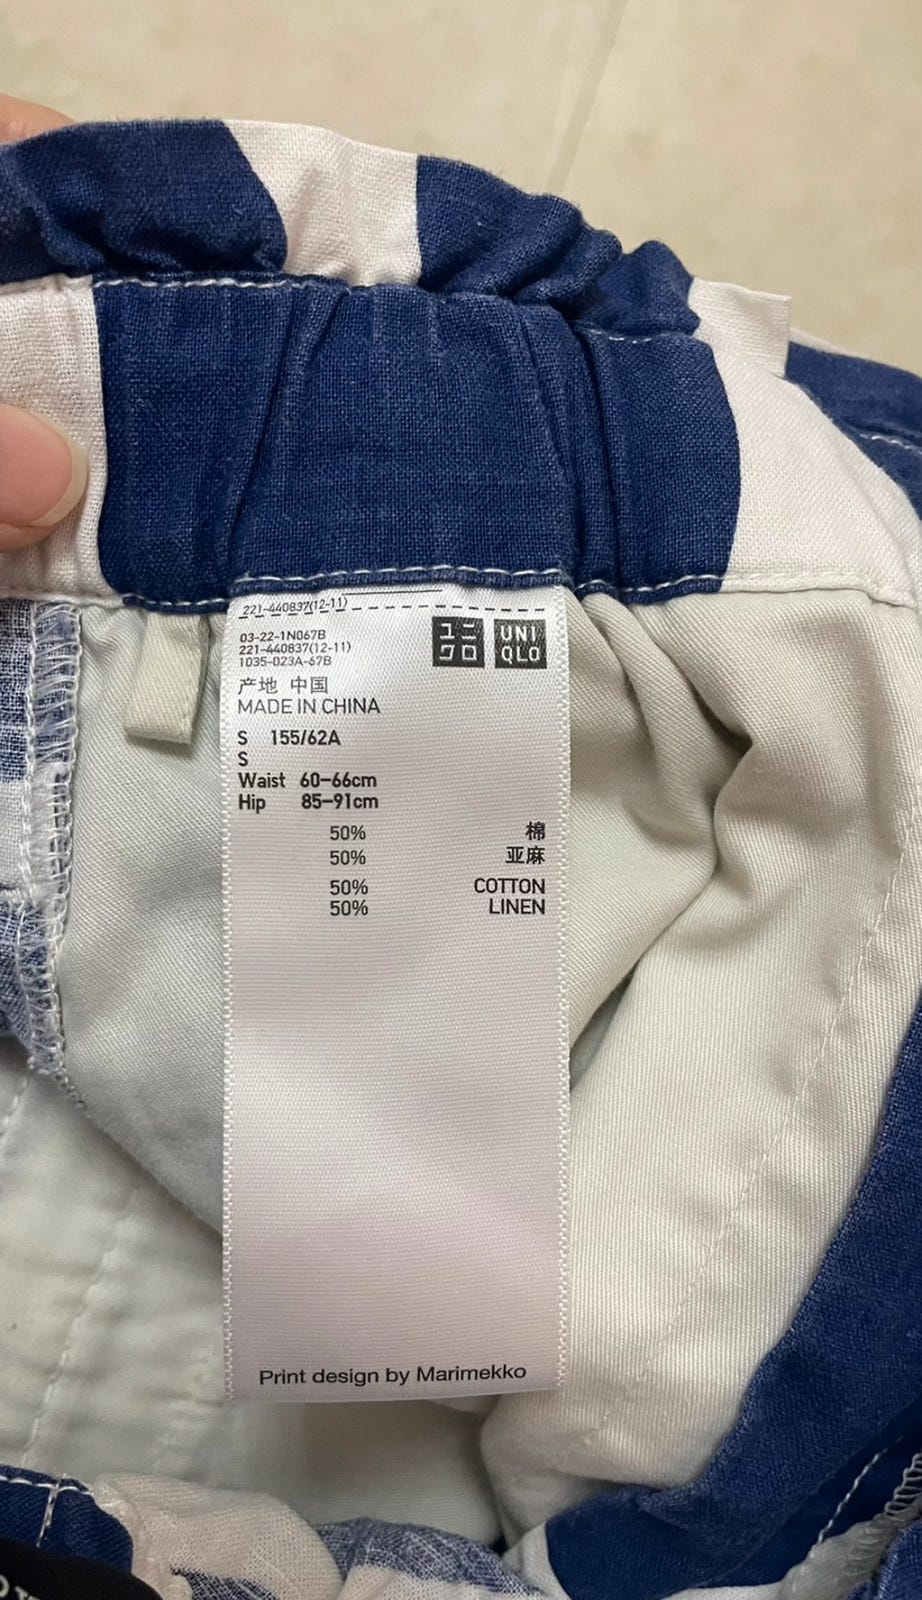 221-440837(12-11)
03-22-1N067B
221-440837(12-11)
1035-023A-67B
ユニ UNI
クロ QLO
产地 中国
MADE IN CHINA
S 155/62A
S
Waist 60-66cm
Hip 85-91cm
50% 棉
50% 亚麻
50% COTTON
50% LINEN
Print design by Marimekko